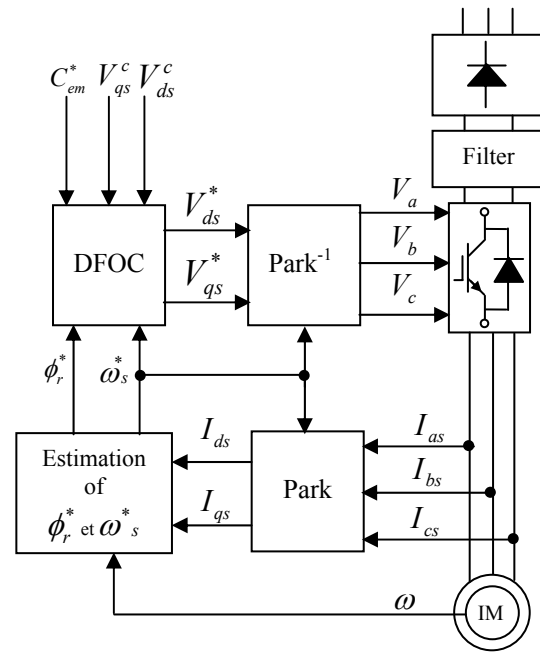 C*em V^c_qs V^c_ds
Filter
DFOC
V*ds
V*qs
Park-1
Va
Vb
Vc
ϕ*r
ω*s
Estimation
of
ϕ*r et ω*s
Ids
Iqs
Park
Ias
Ibs
Ics
ω
IM